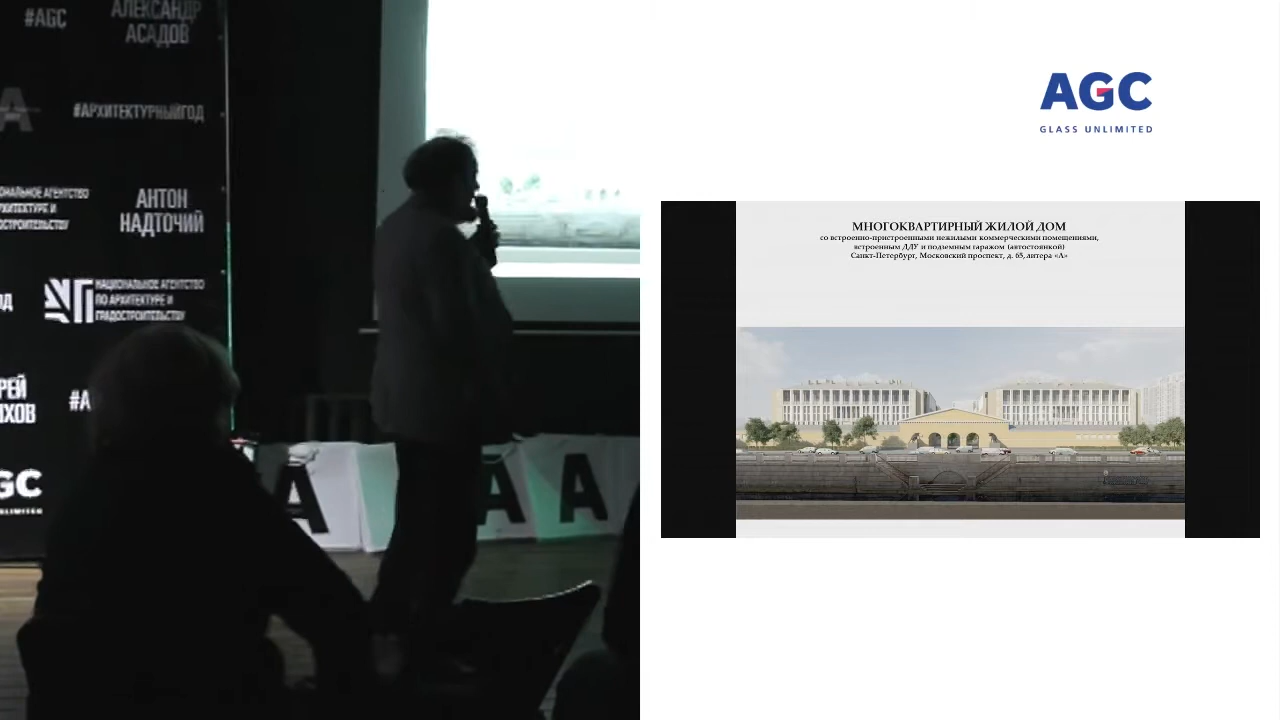 #AGC
АЛЕКСАНДР
АСАДОВ
#АРХИТЕКТУРНЫЙГОД
АНТОН
НАДТОЧИЙ
НАЦИОНАЛЬНОЕ АГЕНТСТВО
ПО АРХИТЕКТУРЕ И
ГРАДОСТРОИТЕЛЬСТВУ
#А
А
А
А
AGC
GLASS UNLIMITED
МНОГОКВАРТИРНЫЙ ЖИЛОЙ ДОМ
со встроенно-пристроенными нежилыми коммерческими помещениями,
встроенным ДДУ и подземным гаражом (автостоянкой)
Санкт-Петербург, Московский проспект, д. 65, литера «А»